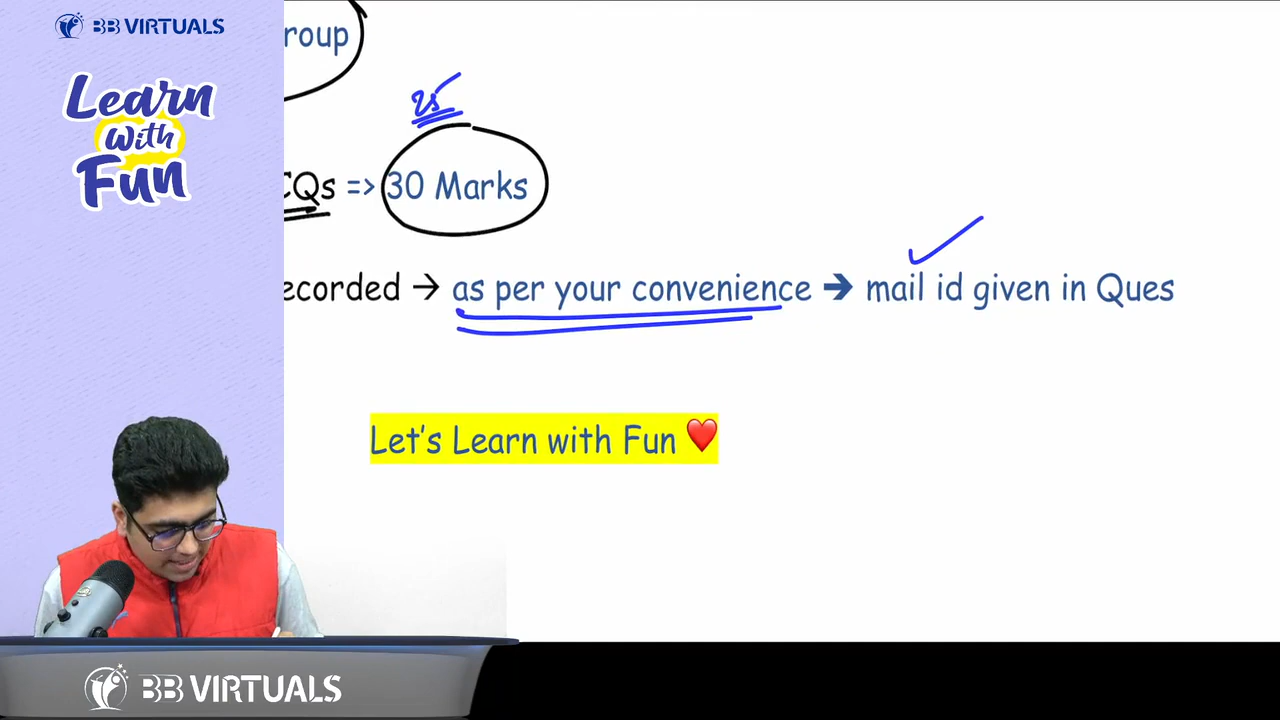 BB VIRTUALS
Learn
with
Fun
roup
25
CQs => 30 Marks
ecorded → as per your convenience → mail id given in Ques
Let's Learn with Fun ❤️
BB VIRTUALS